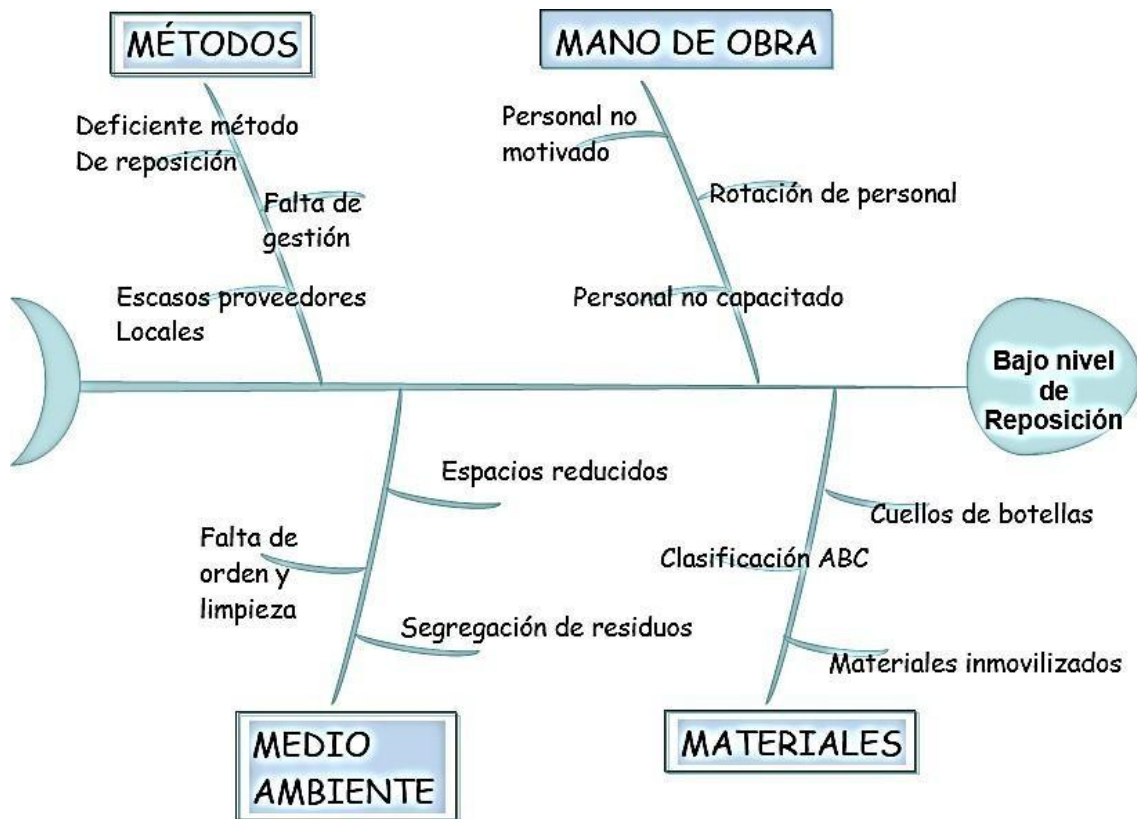 MÉTODOS
MANO DE OBRA
Deficiente método
De reposición
Falta de
gestión
Escasos proveedores
Locales
Personal no
motivado
Rotación de personal
Personal no capacitado
Bajo nivel
de
Reposición
Espacios reducidos
Falta de
orden y
limpieza
Segregación de residuos
Cuellos de botellas
Clasificación ABC
Materiales inmovilizados
MEDIO
AMBIENTE
MATERIALES